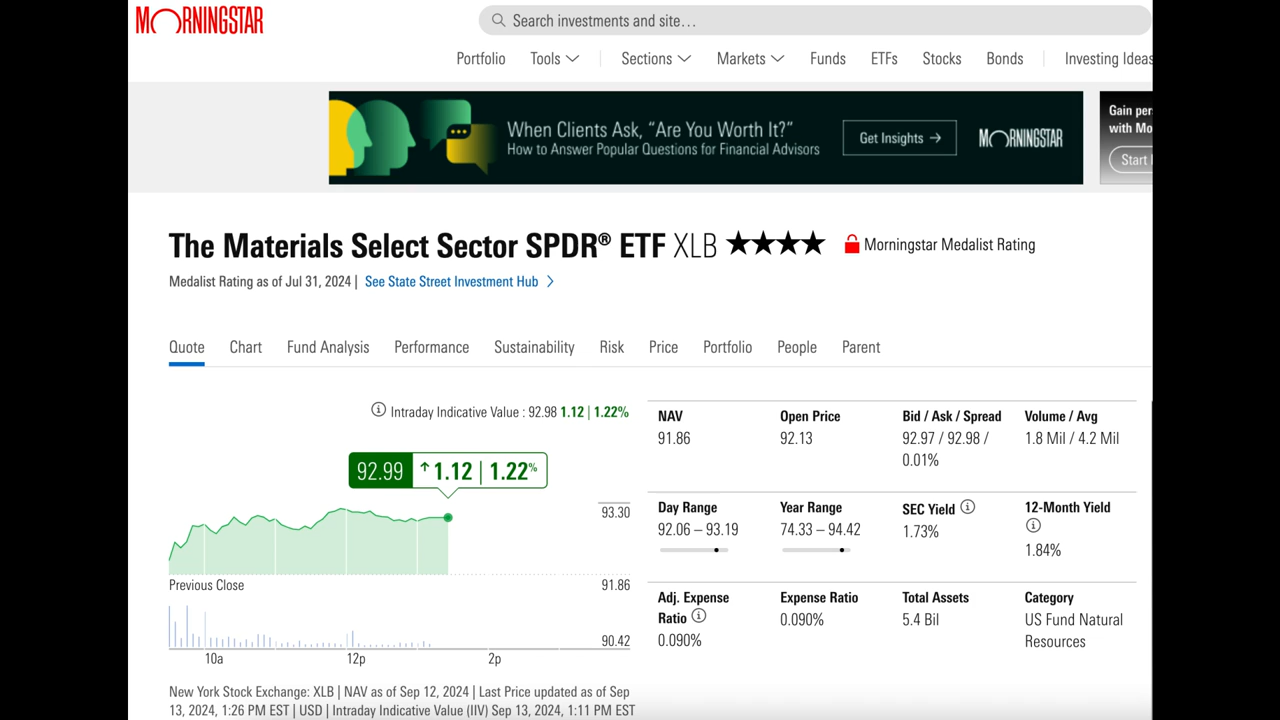 MORNINGSTAR
Search investments and site…
Portfolio Tools Sections Markets Funds ETFs Stocks Bonds Investing Ideas
When Clients Ask, “Are You Worth It?”
How to Answer Popular Questions for Financial Advisors
Get Insights →
MORNINGSTAR
Gain per
with Mo
Start
The Materials Select Sector SPDR® ETF XLB ★★★★ Morningstar Medalist Rating
Medalist Rating as of Jul 31, 2024 | See State Street Investment Hub
Quote Chart Fund Analysis Performance Sustainability Risk Price Portfolio People Parent
Intraday Indicative Value : 92.98 1.12 | 1.22%
92.99 ↑1.12 | 1.22%
93.30
Previous Close 91.86
90.42
10a 12p 2p
NAV
91.86
Open Price
92.13
Bid / Ask / Spread
92.97 / 92.98 /
0.01%
Volume / Avg
1.8 Mil / 4.2 Mil
Day Range
92.06 – 93.19
Year Range
74.33 – 94.42
SEC Yield
1.73%
12-Month Yield
1.84%
Adj. Expense
Ratio
0.090%
Expense Ratio
0.090%
Total Assets
5.4 Bil
Category
US Fund Natural
Resources
New York Stock Exchange: XLB | NAV as of Sep 12, 2024 | Last Price updated as of Sep
13, 2024, 1:26 PM EST | USD | Intraday Indicative Value (IIV) Sep 13, 2024, 1:11 PM EST